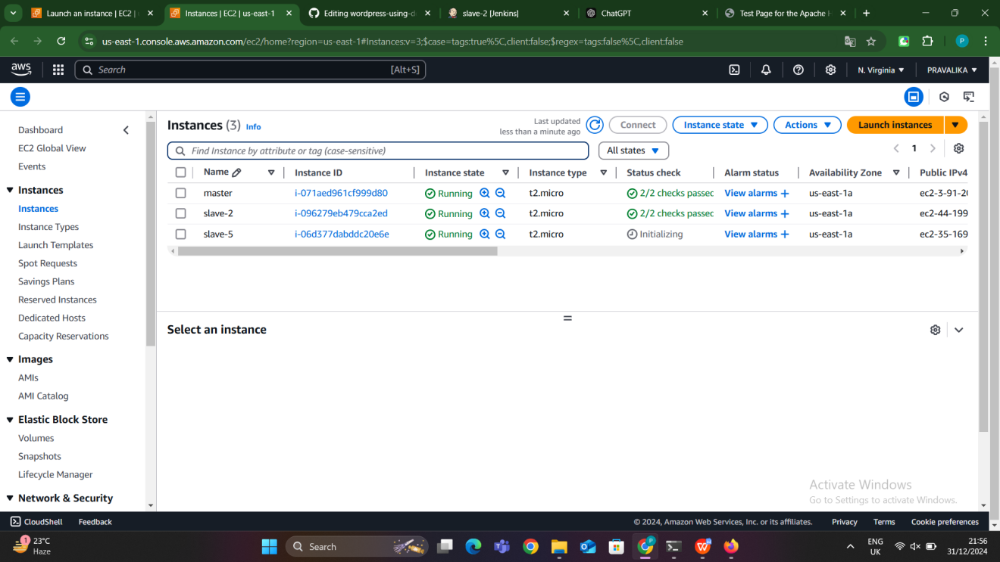 Launch an instance | EC2 |
Instances | EC2 | us-east-1
Editing wordpress-using-d
slave-2 [Jenkins]
ChatGPT
Test Page for the Apache H
us-east-1.console.aws.amazon.com/ec2/home?region=us-east-1#Instances:v=3;$case=tags:true%5C,client:false;$regex=tags:false%5C,client:false
P
aws
Search
[Alt+S]
N. Virginia
PRAVALIKA
Dashboard
EC2 Global View
Events
Instances
Instances
Instance Types
Launch Templates
Spot Requests
Savings Plans
Reserved Instances
Dedicated Hosts
Capacity Reservations
Images
AMIs
AMI Catalog
Elastic Block Store
Volumes
Snapshots
Lifecycle Manager
Network & Security
Instances (3) Info
Last updated
less than a minute ago
Connect
Instance state
Actions
Launch instances
Find Instance by attribute or tag (case-sensitive)
All states
1
Name Instance ID Instance state Instance type Status check Alarm status Availability Zone Public IPv4
master i-071aed961cf999d80 Running t2.micro 2/2 checks passed View alarms + us-east-1a ec2-3-91-20
slave-2 i-096279eb479cca2ed Running t2.micro 2/2 checks passed View alarms + us-east-1a ec2-44-199
slave-5 i-06d377dabddc20e6e Running t2.micro Initializing View alarms + us-east-1a ec2-35-169
Select an instance
Activate Windows
Go to Settings to activate Windows.
CloudShell
Feedback
© 2024, Amazon Web Services, Inc. or its affiliates.
Privacy
Terms
Cookie preferences
1
23°C
Haze
Search
P
ENG
UK
21:56
31/12/2024